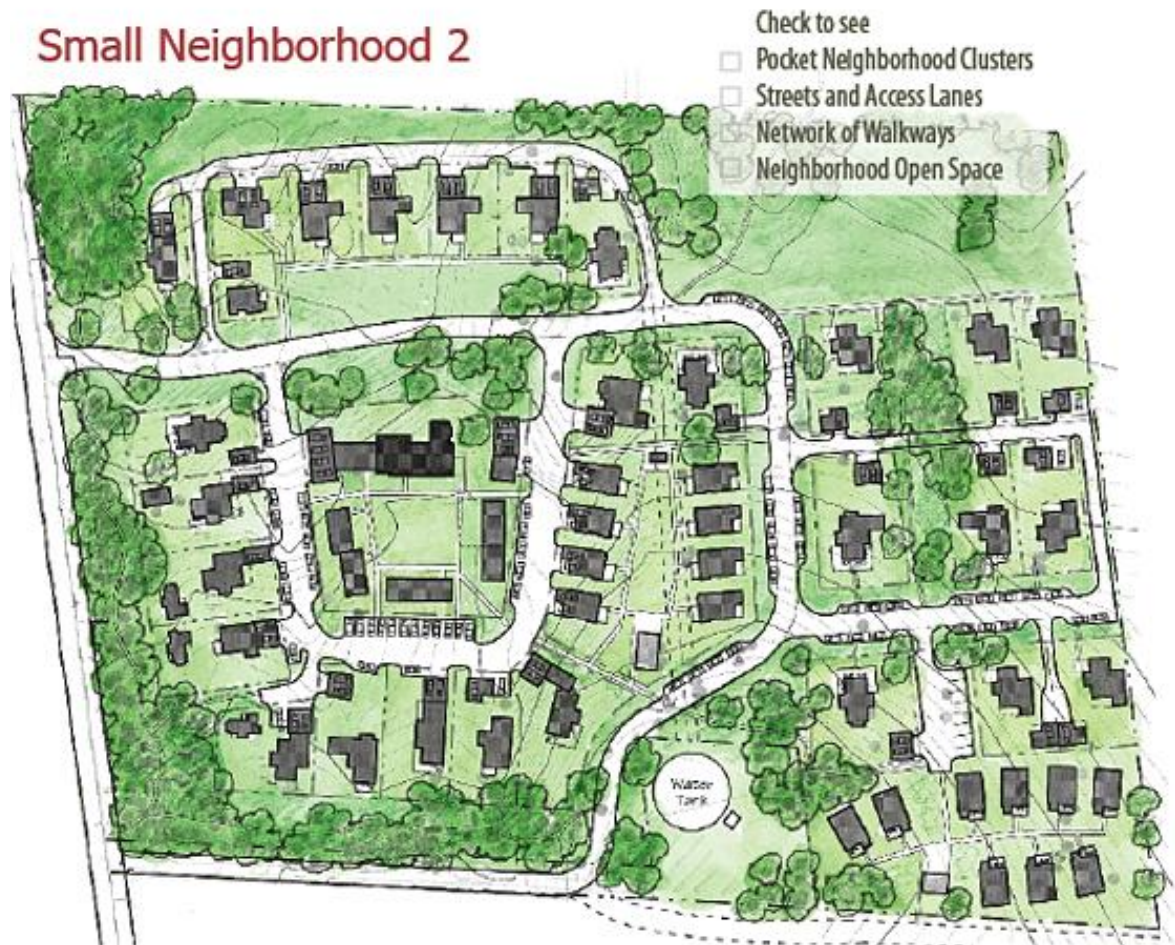 Small Neighborhood 2
Check to see
Pocket Neighborhood Clusters
Streets and Access Lanes
Network of Walkways
Neighborhood Open Space
Water
Tank